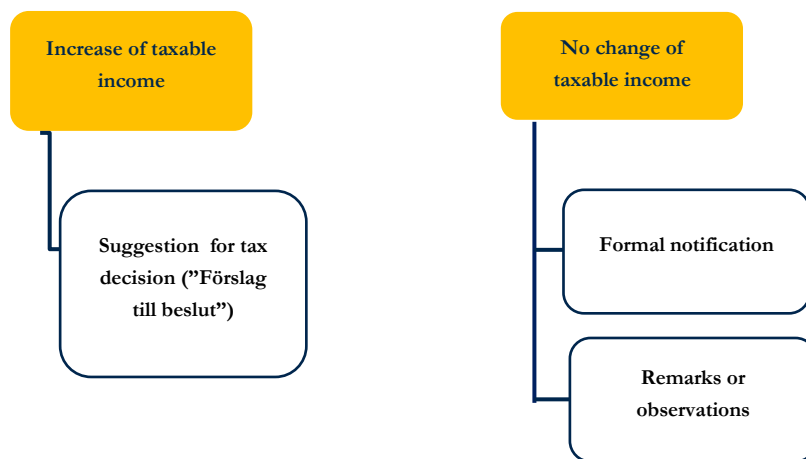 Increase of taxable
income
Suggestion for tax
decision (”Förslag
till beslut”)
No change of
taxable income
Formal notification
Remarks or
observations